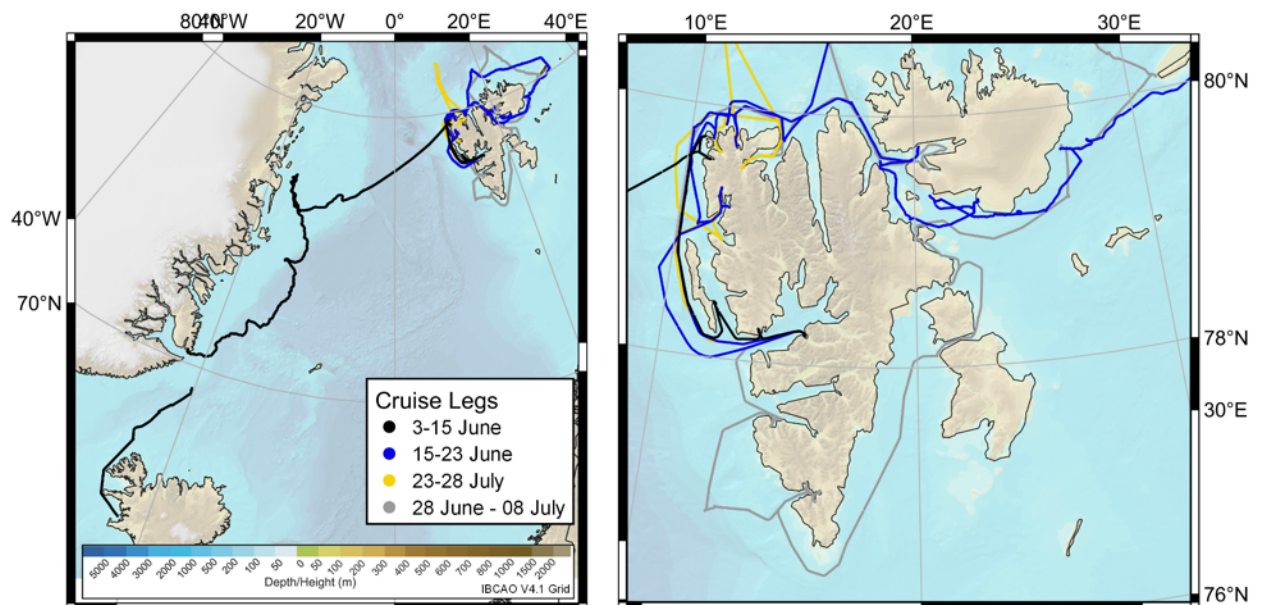 80°N 40°W 20°W 0° 20°E 40°E
40°W
70°N
Cruise Legs
3-15 June
15-23 June
23-28 July
28 June - 08 July
5000 4000 3000 2000 1000 500 200 100 50 0 50 100 200 300 400 500 600 700 800 1000 1500 2000
Depth/Height (m)
IBCAO V4.1 Grid
10°E 20°E 30°E
80°N
78°N
30°E
76°N